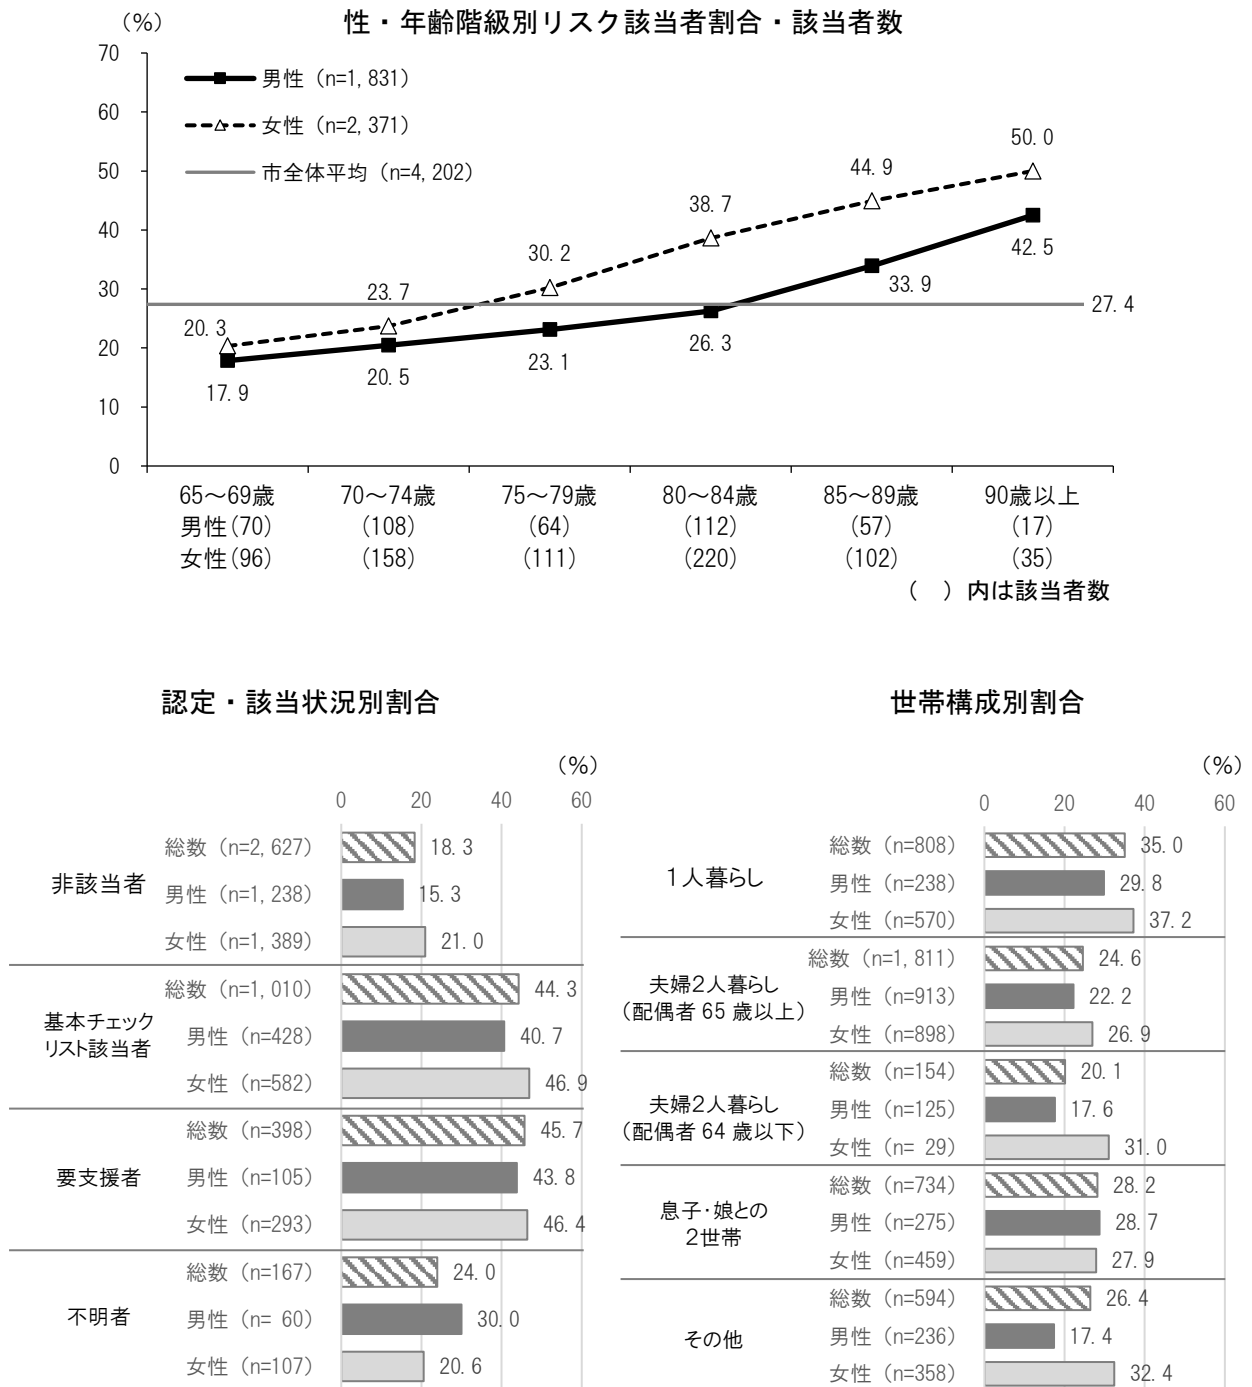 性・年齢階級別リスク該当者割合・該当者数
（%）
70
60
50
40
30
20
10
0
男性（n=1, 831）
女性（n=2, 371）
市全体平均（n=4, 202）
20. 3
23. 7
30. 2
38. 7
44. 9
50. 0
17. 9
20. 5
23. 1
26. 3
33. 9
42. 5
27. 4
65～69歳 70～74歳 75～79歳 80～84歳 85～89歳 90歳以上
男性(70) (108) (64) (112) (57) (17)
女性(96) (158) (111) (220) (102) (35)
（　）内は該当者数
認定・該当状況別割合
（%）
0 20 40 60
非該当者
総数（n=2, 627） 18. 3
男性（n=1, 238） 15. 3
女性（n=1, 389） 21. 0
基本チェック
リスト該当者
総数（n=1, 010） 44. 3
男性（n=428） 40. 7
女性（n=582） 46. 9
要支援者
総数（n=398） 45. 7
男性（n=105） 43. 8
女性（n=293） 46. 4
不明者
総数（n=167） 24. 0
男性（n= 60） 30. 0
女性（n=107） 20. 6
世帯構成別割合
（%）
0 20 40 60
１人暮らし
総数（n=808） 35. 0
男性（n=238） 29. 8
女性（n=570） 37. 2
夫婦２人暮らし
（配偶者 65 歳以上）
総数（n=1, 811） 24. 6
男性（n=913） 22. 2
女性（n=898） 26. 9
夫婦２人暮らし
（配偶者 64 歳以下）
総数（n=154） 20. 1
男性（n=125） 17. 6
女性（n= 29） 31. 0
息子・娘との
２世帯
総数（n=734） 28. 2
男性（n=275） 28. 7
女性（n=459） 27. 9
その他
総数（n=594） 26. 4
男性（n=236） 17. 4
女性（n=358） 32. 4